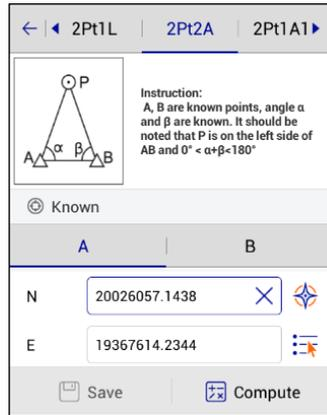 2Pt1L 2Pt2A 2Pt1A1
P
A α β B
Instruction:
A, B are known points, angle α
and β are known. It should be
noted that P is on the left side of
AB and 0° < α+β<180°
Known
A B
N 20026057.1438
E 19367614.2344
Save Compute